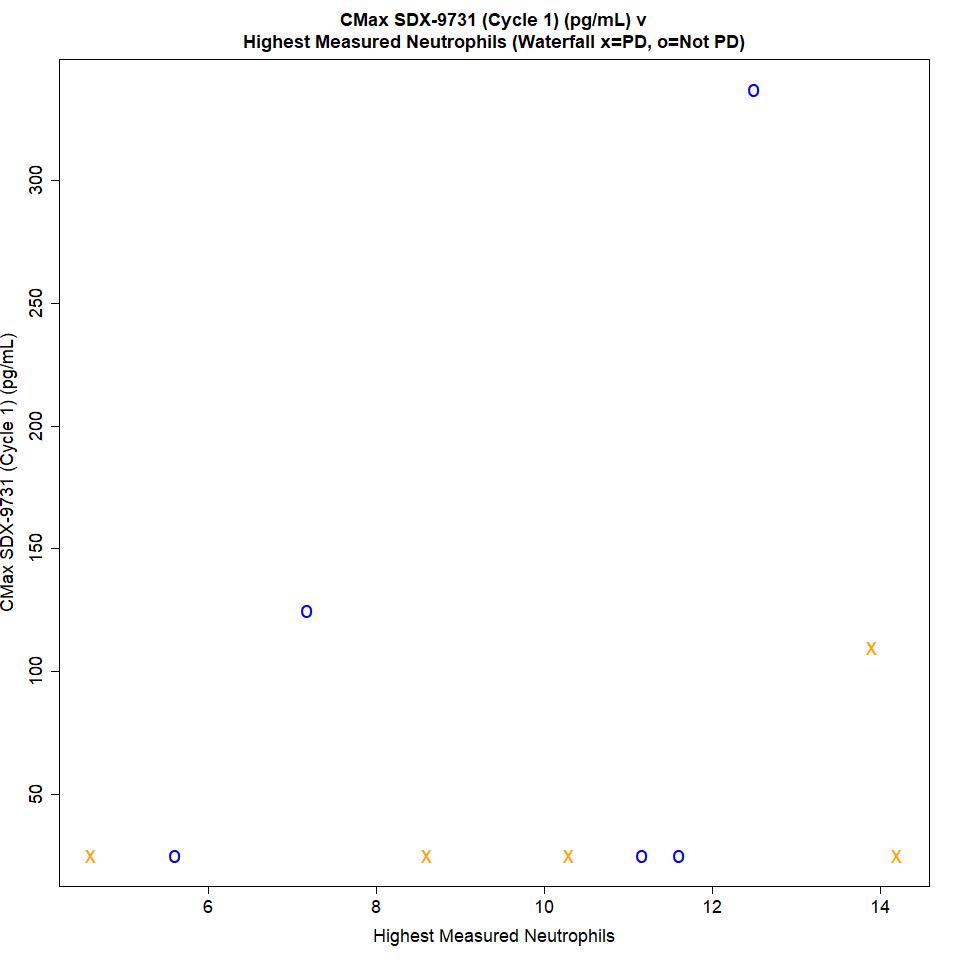 CMax SDX-9731 (Cycle 1) (pg/mL) v
Highest Measured Neutrophils (Waterfall x=PD, o=Not PD)
CMax SDX-9731 (Cycle 1) (pg/mL)
300
250
200
150
100
50
O
O
X
X
O
X
X
O
O
X
6
8
10
12
14
Highest Measured Neutrophils